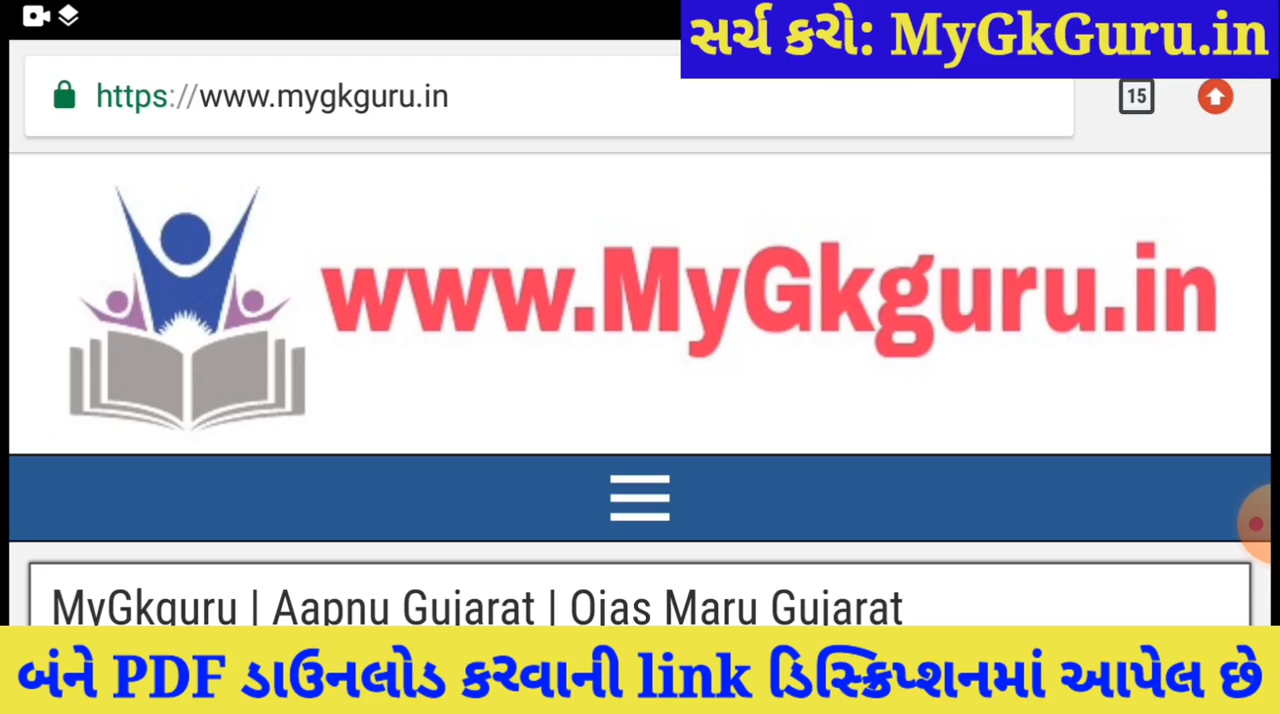 સર્ચ કરો: MyGkGuru.in
https://www.mygkguru.in
15
www.MyGkguru.in
MyGkguru | Aapnu Gujarat | Ojas Maru Gujarat
બંને PDF ડાઉનલોડ કરવાની link ડિસ્ક્રિપ્શનમાં આપેલ છે